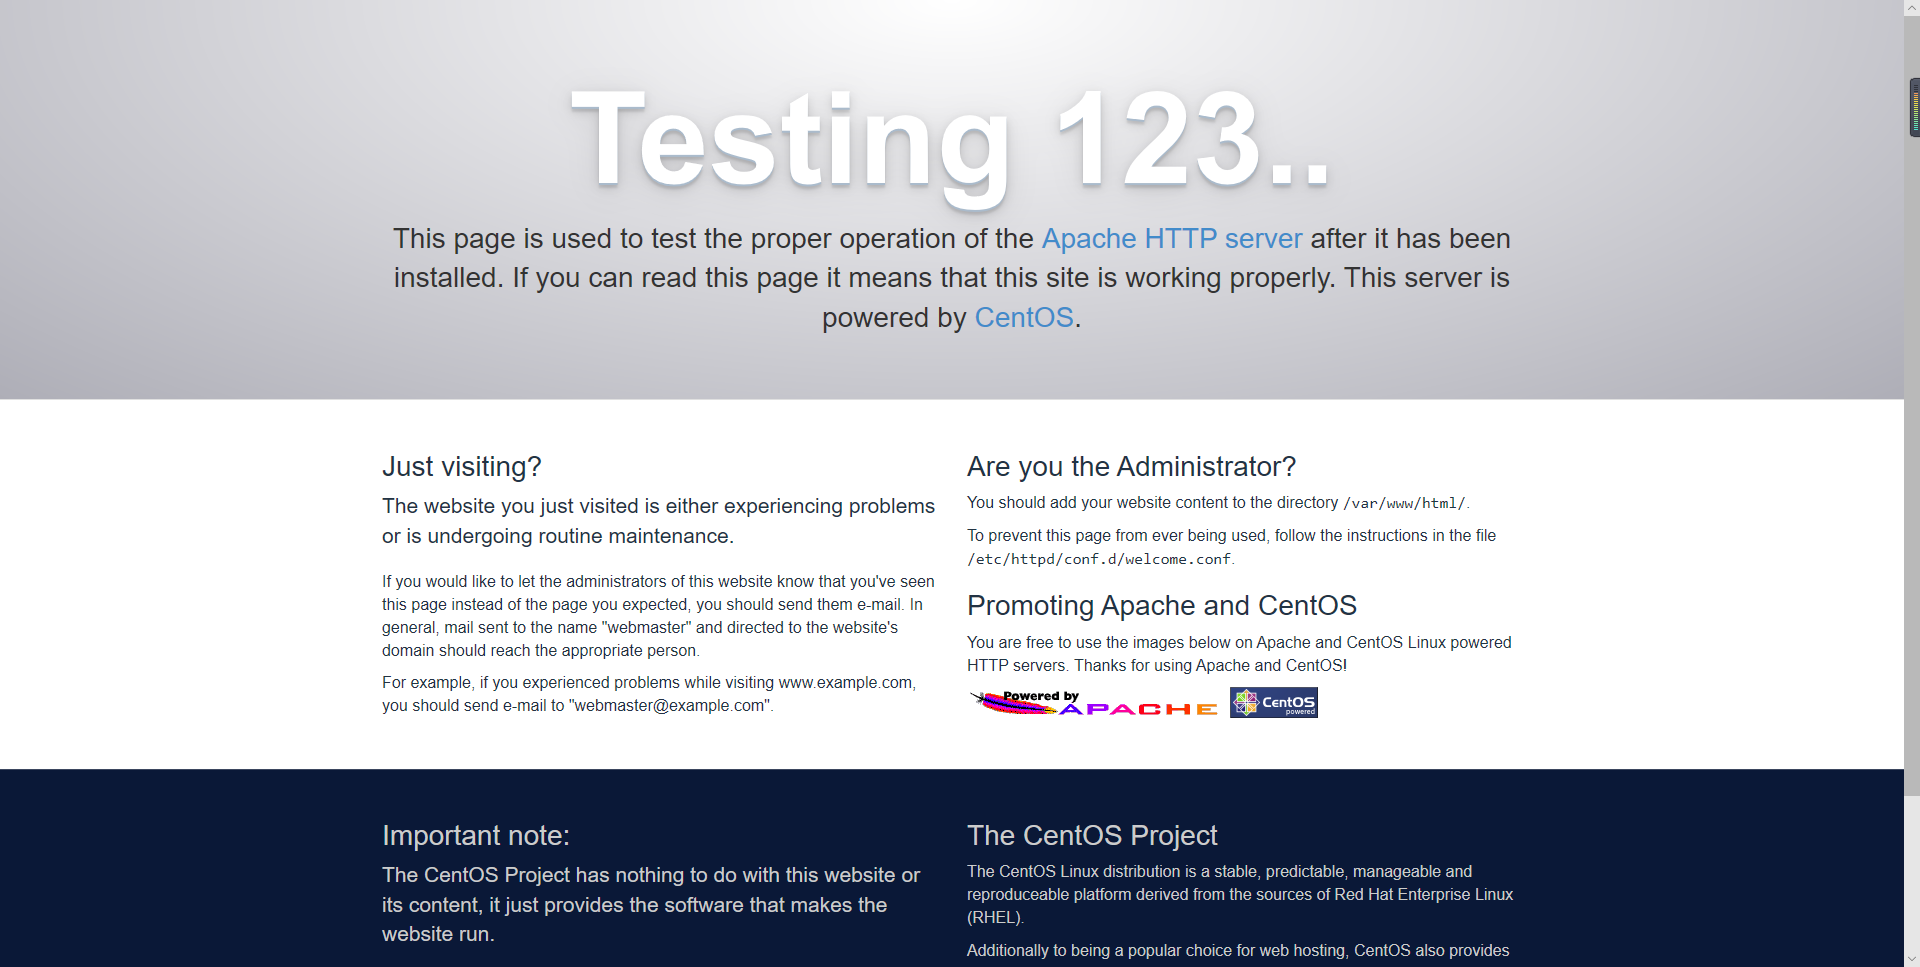 Testing 123..
This page is used to test the proper operation of the Apache HTTP server after it has been
installed. If you can read this page it means that this site is working properly. This server is
powered by CentOS.
Just visiting?
The website you just visited is either experiencing problems
or is undergoing routine maintenance.
If you would like to let the administrators of this website know that you've seen
this page instead of the page you expected, you should send them e-mail. In
general, mail sent to the name "webmaster" and directed to the website's
domain should reach the appropriate person.
For example, if you experienced problems while visiting www.example.com,
you should send e-mail to "webmaster@example.com".
Are you the Administrator?
You should add your website content to the directory /var/www/html/.
To prevent this page from ever being used, follow the instructions in the file
/etc/httpd/conf.d/welcome.conf.
Promoting Apache and CentOS
You are free to use the images below on Apache and CentOS Linux powered
HTTP servers. Thanks for using Apache and CentOS!
Powered by
APACHE
CentOS
powered
Important note:
The CentOS Project has nothing to do with this website or
its content, it just provides the software that makes the
website run.
The CentOS Project
The CentOS Linux distribution is a stable, predictable, manageable and
reproduceable platform derived from the sources of Red Hat Enterprise Linux
(RHEL).
Additionally to being a popular choice for web hosting, CentOS also provides